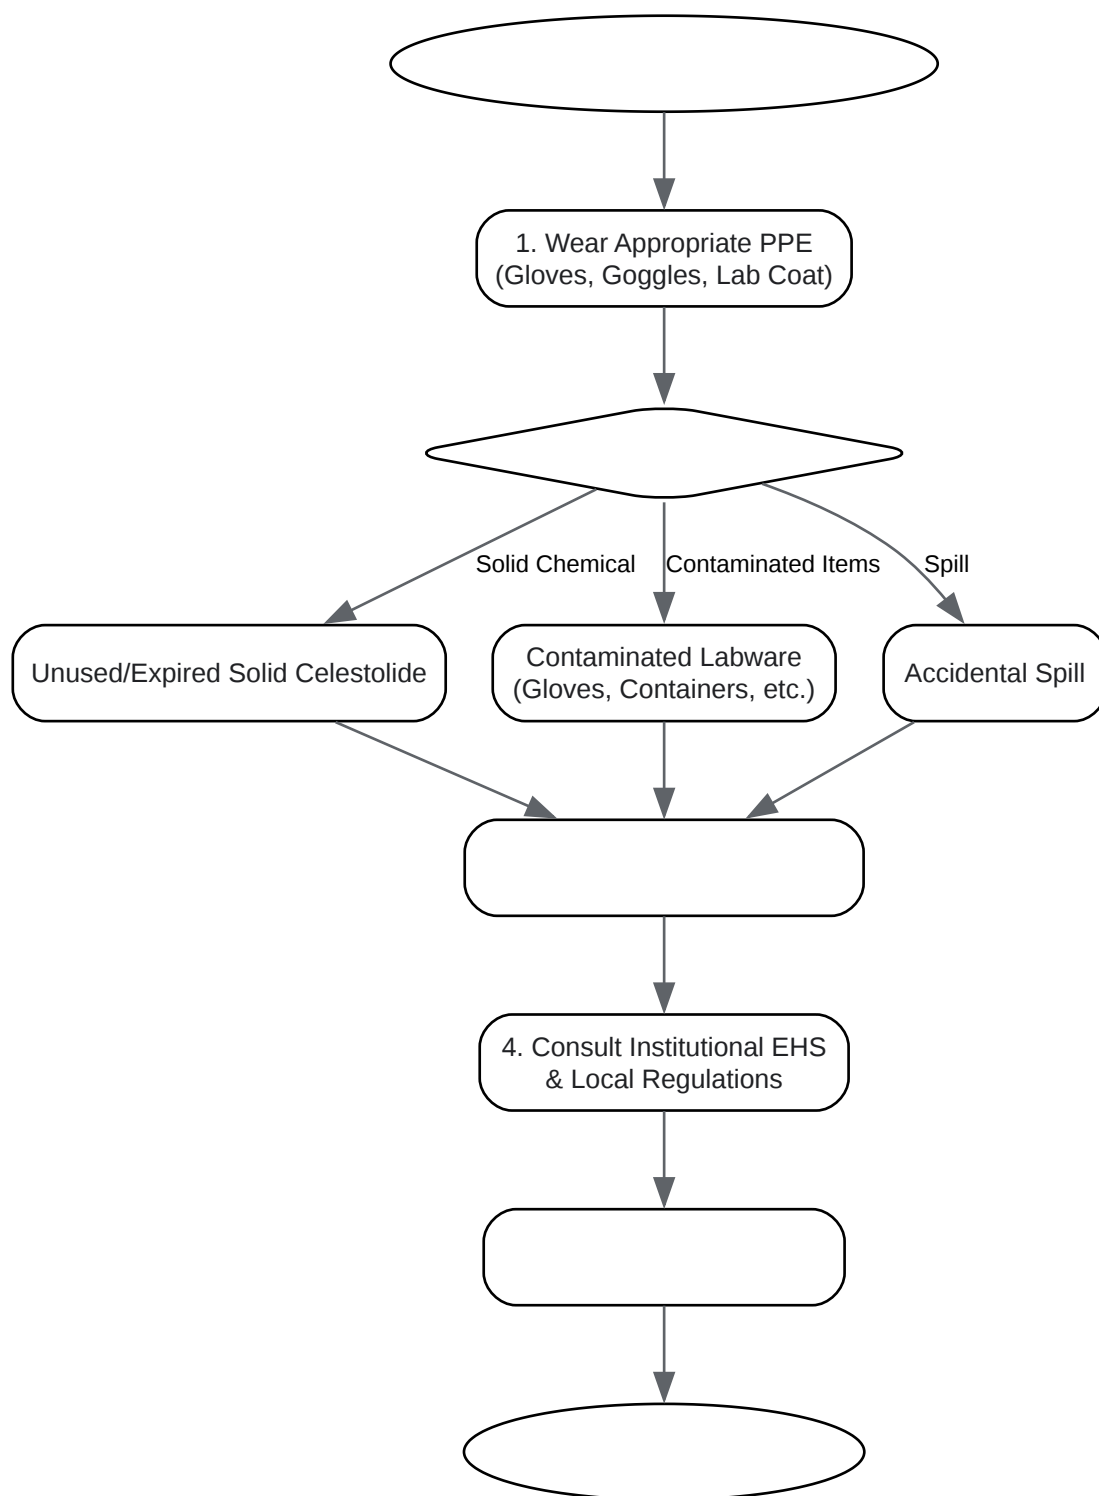 1. Wear Appropriate PPE
(Gloves, Goggles, Lab Coat)
Solid Chemical
Contaminated Items
Spill
Unused/Expired Solid Celestolide
Contaminated Labware
(Gloves, Containers, etc.)
Accidental Spill
4. Consult Institutional EHS
& Local Regulations